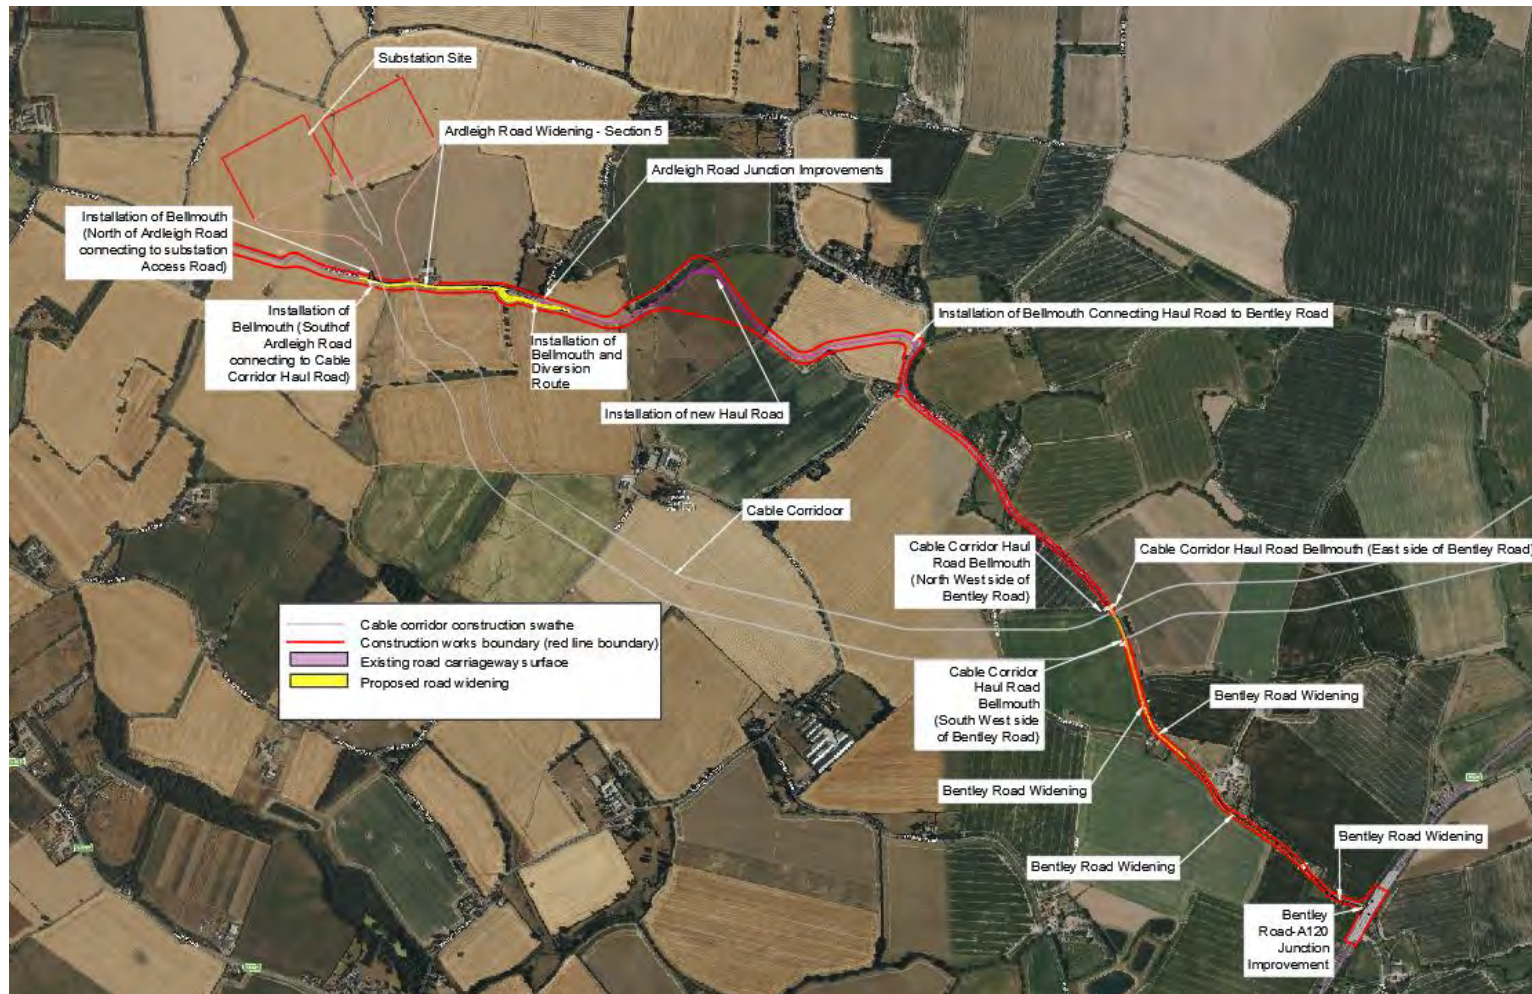 Substation Site
Ardleigh Road Widening - Section 5
Ardleigh Road Junction Improvements
Installation of Bellmouth
(North of Ardleigh Road
connecting to substation
Access Road)
Installation of
Bellmouth (Southof
Ardleigh Road
connecting to Cable
Corridor Haul Road)
Installation of
Bellmouth and
Diversion
Route
Installation of Bellmouth Connecting Haul Road to Bentley Road
Installation of new Haul Road
Cable Corridoor
Cable Corridor Haul
Road Bellmouth
(North West side of
Bentley Road)
Cable Corridor Haul Road Bellmouth (East side of Bentley Road)
Cable corridor construction swathe
Construction works boundary (red line boundary)
Existing road carriageway surface
Proposed road widening
Cable Corridor
Haul Road
Bellmouth
(South West side
of Bentley Road)
Bentley Road Widening
Bentley Road Widening
Bentley Road Widening
Bentley Road Widening
Bentley
Road-A120
Junction
Improvement